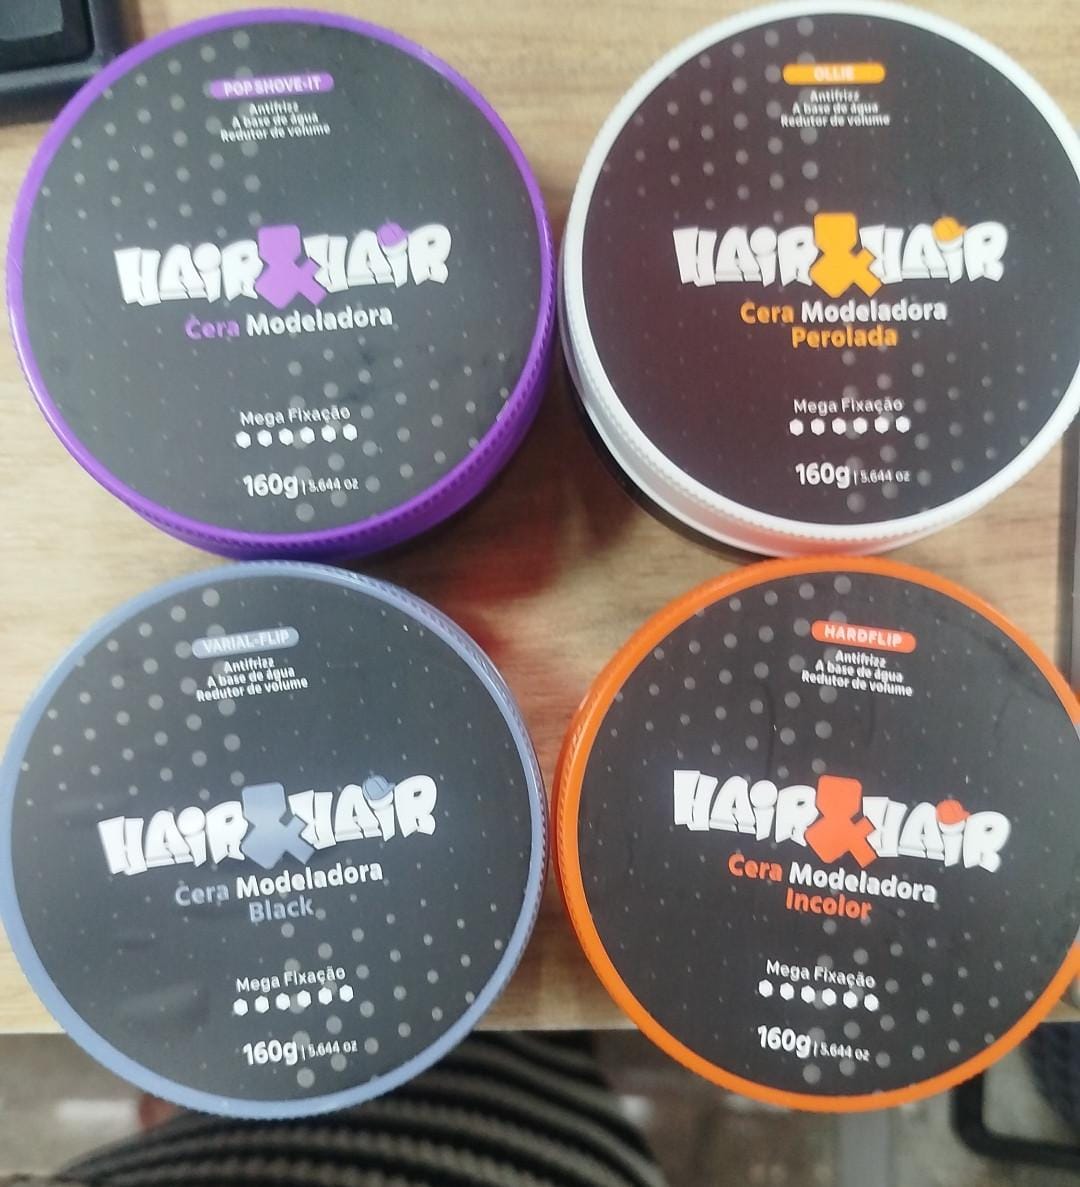 POP SHOVE-IT
Antifrizz
A base de água
Redutor de volume
HAIR&HAIR
Cera Modeladora
Mega Fixação
160g | 5.644 oz
OLLIE
Antifrizz
A base de água
Redutor de volume
HAIR&HAIR
Cera Modeladora
Perolada
Mega Fixação
160g | 5.644 oz
VARIAL-FLIP
Antifrizz
A base de água
Redutor de volume
HAIR&HAIR
Cera Modeladora
Black
Mega Fixação
160g | 5.644 oz
HARDFLIP
Antifrizz
A base de água
Redutor de volume
HAIR&HAIR
Cera Modeladora
Incolor
Mega Fixação
160g | 5.644 oz